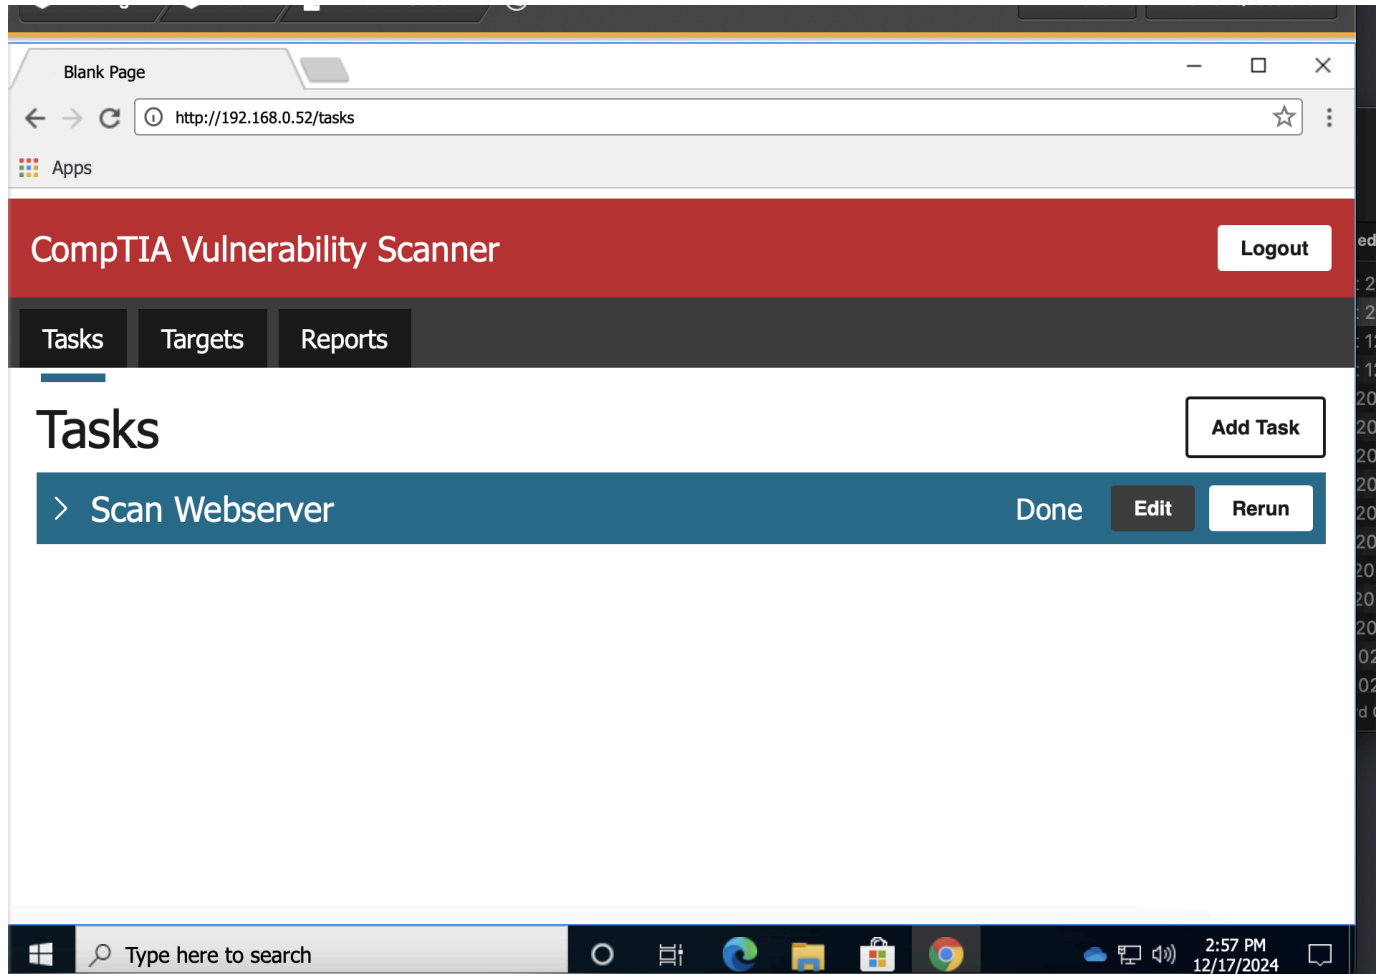 Blank Page
http://192.168.0.52/tasks
Apps
CompTIA Vulnerability Scanner
Logout
Tasks
Targets
Reports
Tasks
Add Task
Scan Webserver
Done
Edit
Rerun
Type here to search
2:57 PM
12/17/2024